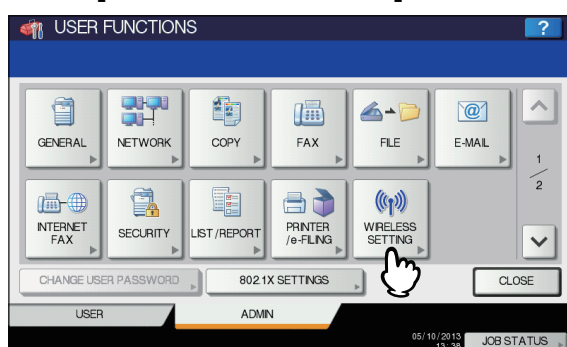 USER FUNCTIONS ?
GENERAL NETWORK COPY FAX FILE E-MAIL
1
2
INTERNET FAX SECURITY LIST/REPORT PRINTER /e-FILING WIRELESS SETTING
CHANGE USER PASSWORD 802.1X SETTINGS CLOSE
USER ADMIN
05/10/2013
13:38 JOB STATUS